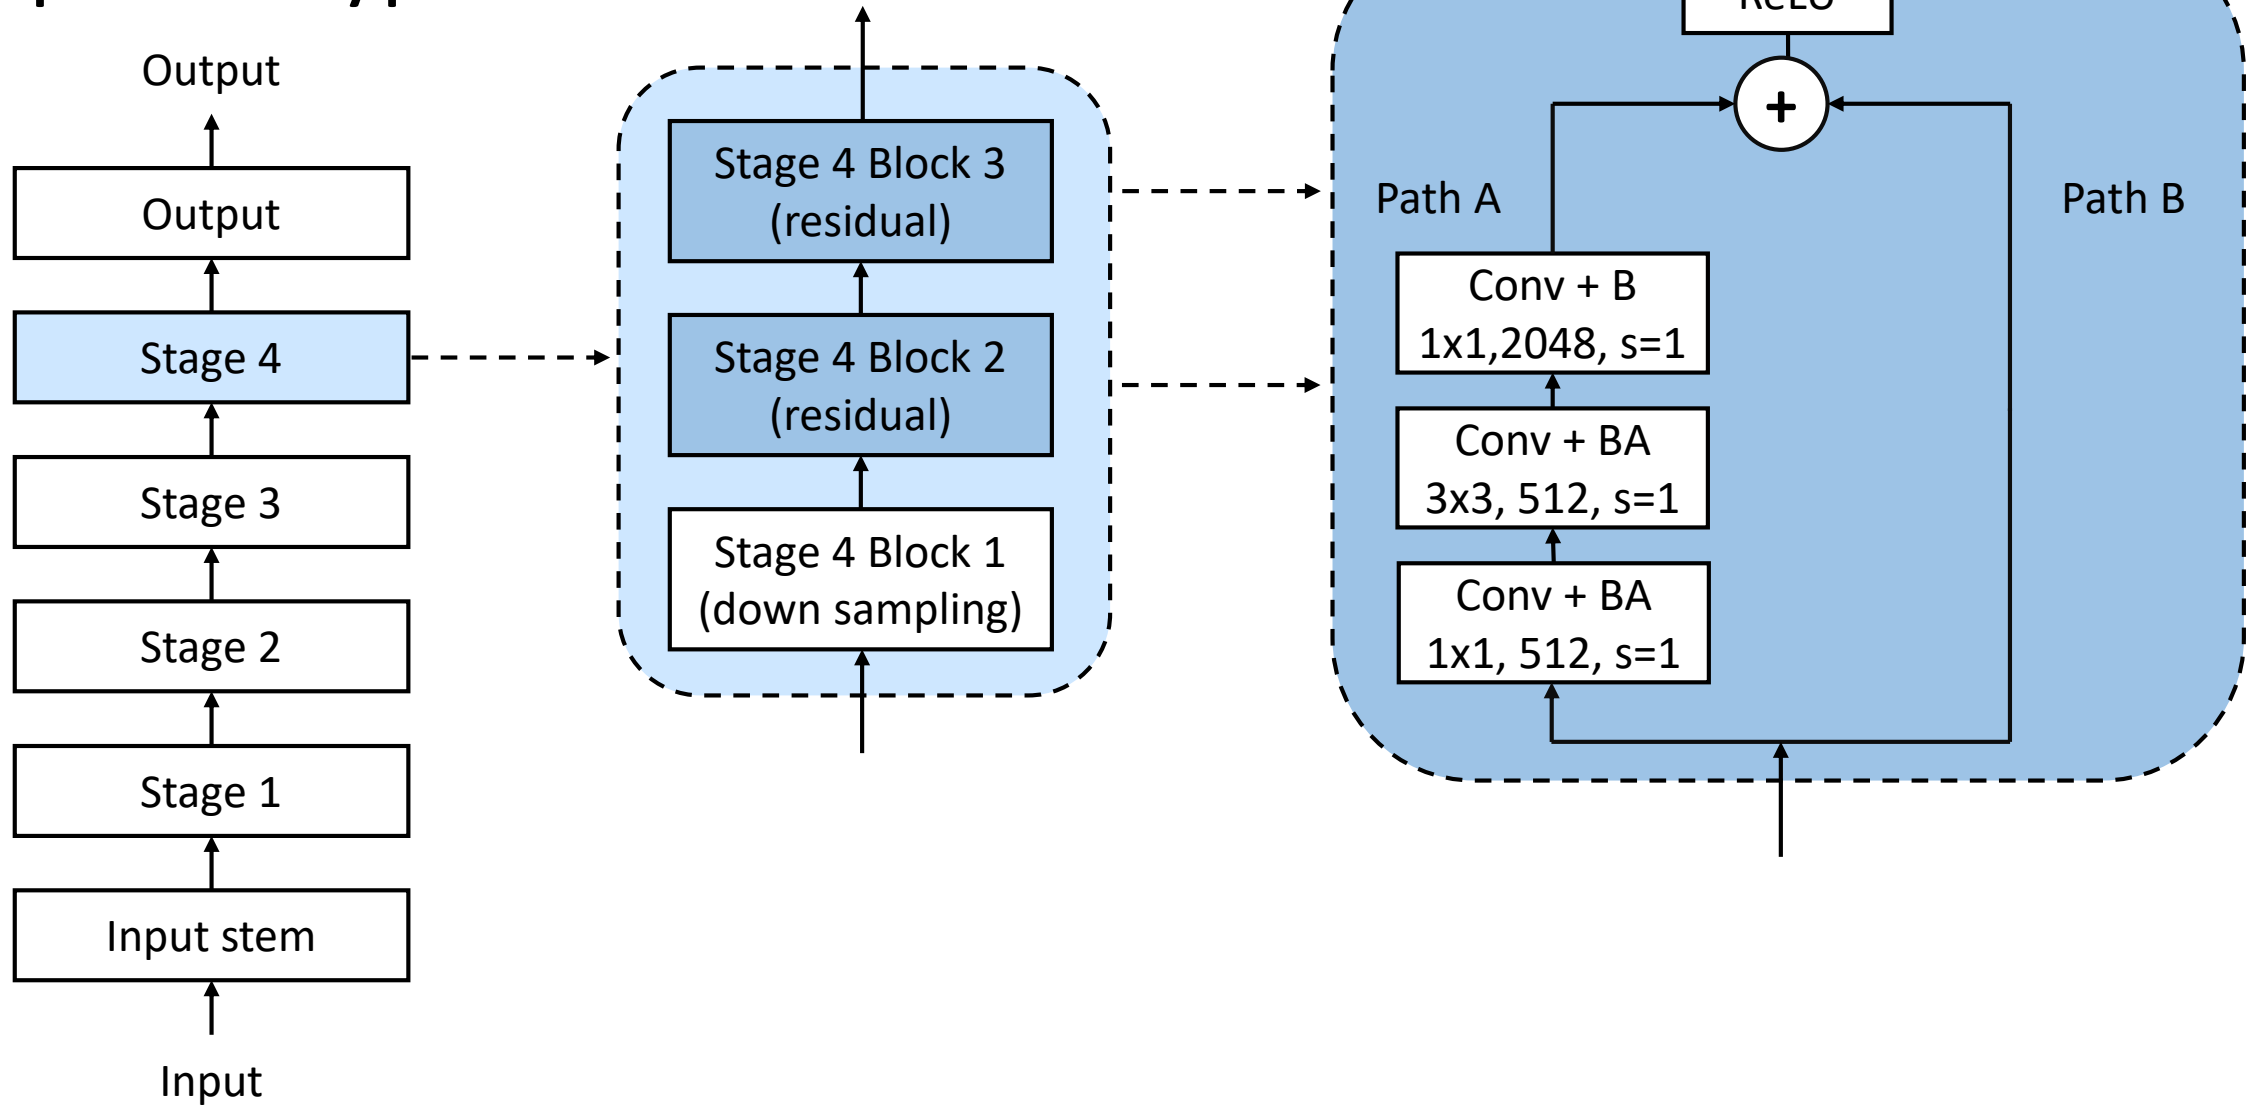 Output
Output
Stage 4
Stage 3
Stage 2
Stage 1
Input stem
Input
Stage 4 Block 3
(residual)
Stage 4 Block 2
(residual)
Stage 4 Block 1
(down sampling)
ReLU
+
Path A
Path B
Conv + B
1x1,2048, s=1
Conv + BA
3x3, 512, s=1
Conv + BA
1x1, 512, s=1